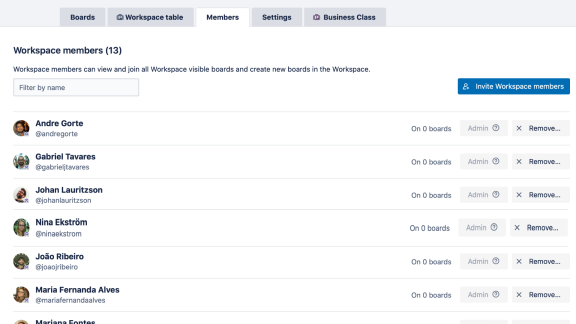 Boards Workspace table Members Settings Business Class
Workspace members (13)
Workspace members can view and join all Workspace visible boards and create new boards in the Workspace.
Filter by name Invite Workspace members
Andre Gorte
@andregorte
On 0 boards Admin Remove...
Gabriel Tavares
@gabrieljtavares
On 0 boards Admin Remove...
Johan Lauritzson
@johanlauritzson
On 0 boards Admin Remove...
Nina Ekström
@ninaekstrom
On 0 boards Admin Remove...
João Ribeiro
@joaojribeiro
On 0 boards Admin Remove...
Maria Fernanda Alves
@mariafernandaalves
On 0 boards Admin Remove...
Mariana Fontes